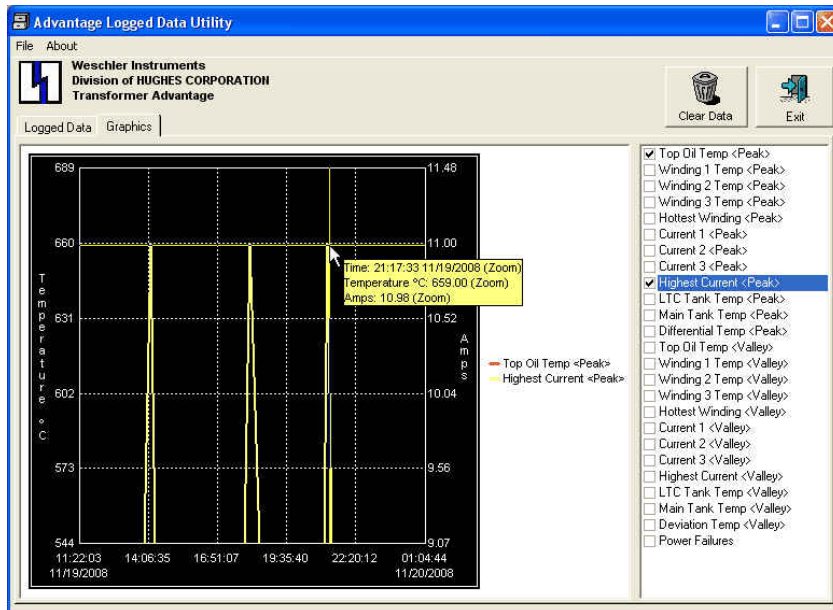 Advantage Logged Data Utility
File About
Weschler Instruments
Division of HUGHES CORPORATION
Transformer Advantage
Clear Data
Exit
Logged Data
Graphics
689
660
631
602
573
544
Temperature °C
11.48
11.00
10.52
10.04
9.56
9.07
Amps
Time: 21:17:33 11/19/2008 (Zoom)
Temperature °C: 659.00 (Zoom)
Amps: 10.98 (Zoom)
11:22:03 14:06:35 16:51:07 19:35:40 22:20:12 01:04:44
11/19/2008 11/20/2008
Top Oil Temp <Peak>
Highest Current <Peak>
Top Oil Temp <Peak>
Winding 1 Temp <Peak>
Winding 2 Temp <Peak>
Winding 3 Temp <Peak>
Hottest Winding <Peak>
Current 1 <Peak>
Current 2 <Peak>
Current 3 <Peak>
Highest Current <Peak>
LTC Tank Temp <Peak>
Main Tank Temp <Peak>
Differential Temp <Peak>
Top Oil Temp <Valley>
Winding 1 Temp <Valley>
Winding 2 Temp <Valley>
Winding 3 Temp <Valley>
Hottest Winding <Valley>
Current 1 <Valley>
Current 2 <Valley>
Current 3 <Valley>
Highest Current <Valley>
LTC Tank Temp <Valley>
Main Tank Temp <Valley>
Deviation Temp <Valley>
Power Failures